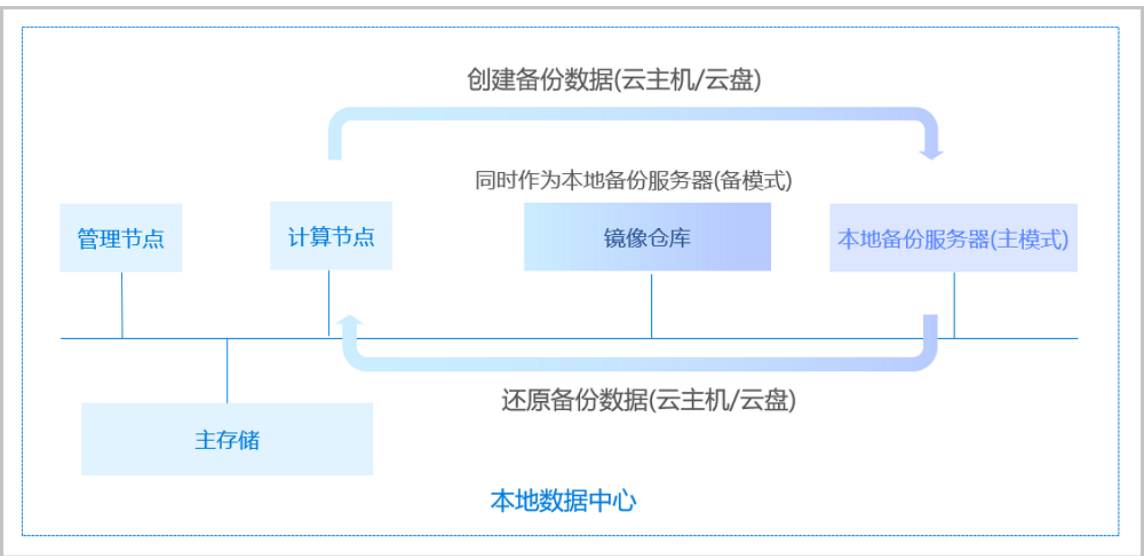 创建备份数据(云主机/云盘)
同时作为本地备份服务器(备模式)
管理节点
计算节点
镜像仓库
本地备份服务器(主模式)
还原备份数据(云主机/云盘)
主存储
本地数据中心